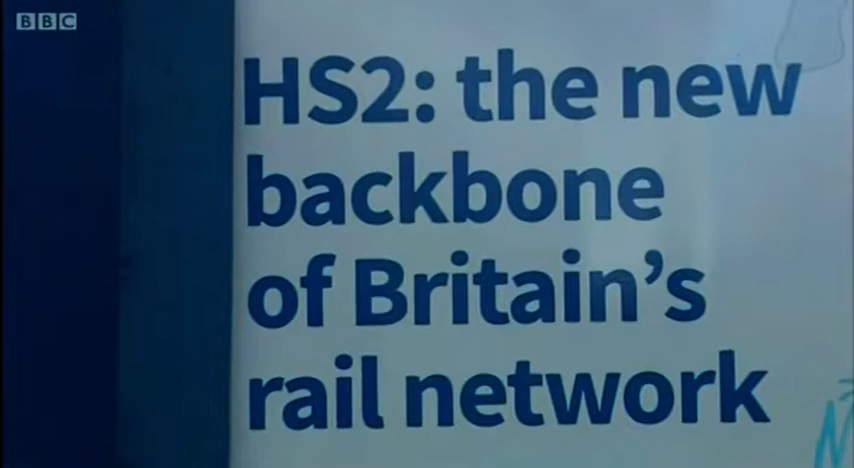 BBC
HS2: the new
backbone
of Britain’s
rail network